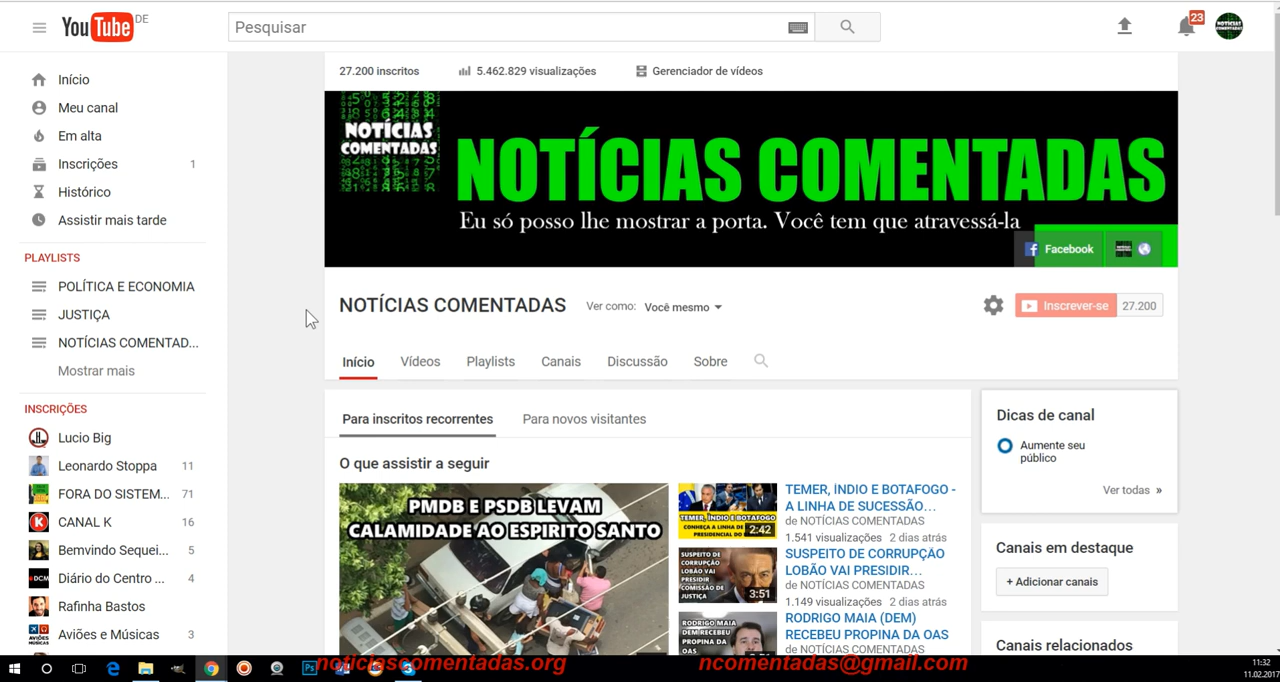 YouTube DE
Pesquisar
23
Início
Meu canal
Em alta
Inscrições 1
Histórico
Assistir mais tarde
PLAYLISTS
POLÍTICA E ECONOMIA
JUSTIÇA
NOTÍCIAS COMENTAD...
Mostrar mais
INSCRIÇÕES
Lucio Big
Leonardo Stoppa 11
FORA DO SISTEM... 71
CANAL K 16
Bemvindo Sequei... 5
Diário do Centro ... 4
Rafinha Bastos
Aviões e Músicas 3
27.200 inscritos
5.462.829 visualizações
Gerenciador de vídeos
NOTÍCIAS
COMENTADAS
NOTÍCIAS COMENTADAS
Eu só posso lhe mostrar a porta. Você tem que atravessá-la
Facebook
NOTÍCIAS COMENTADAS
Ver como: Você mesmo
Inscrever-se 27.200
Início Vídeos Playlists Canais Discussão Sobre
Para inscritos recorrentes Para novos visitantes
O que assistir a seguir
PMDB E PSDB LEVAM
CALAMIDADE AO ESPIRITO SANTO
TEMER, INDIO E BOTAFOGO
CONHEÇA A LINHA DE
2:42
TEMER, ÍNDIO E BOTAFOGO -
A LINHA DE SUCESSÃO...
de NOTÍCIAS COMENTADAS
1.541 visualizações 2 dias atrás
SUSPEITO DE
CORRUPÇÃO
LOBÃO VAI
PRESIDIR
COMISSÃO DE
JUSTIÇA
3:51
SUSPEITO DE CORRUPÇÃO
LOBÃO VAI PRESIDIR...
de NOTÍCIAS COMENTADAS
1.149 visualizações 2 dias atrás
RODRIGO MAIA
DEM RECEBEU
PROPINA DA
OAS
RODRIGO MAIA (DEM)
RECEBEU PROPINA DA OAS
de NOTÍCIAS COMENTADAS
Dicas de canal
Aumente seu
público
Ver todas »
Canais em destaque
+ Adicionar canais
Canais relacionados
noticiascomentadas.org
ncomentadas@gmail.com
11:32
11.02.2017